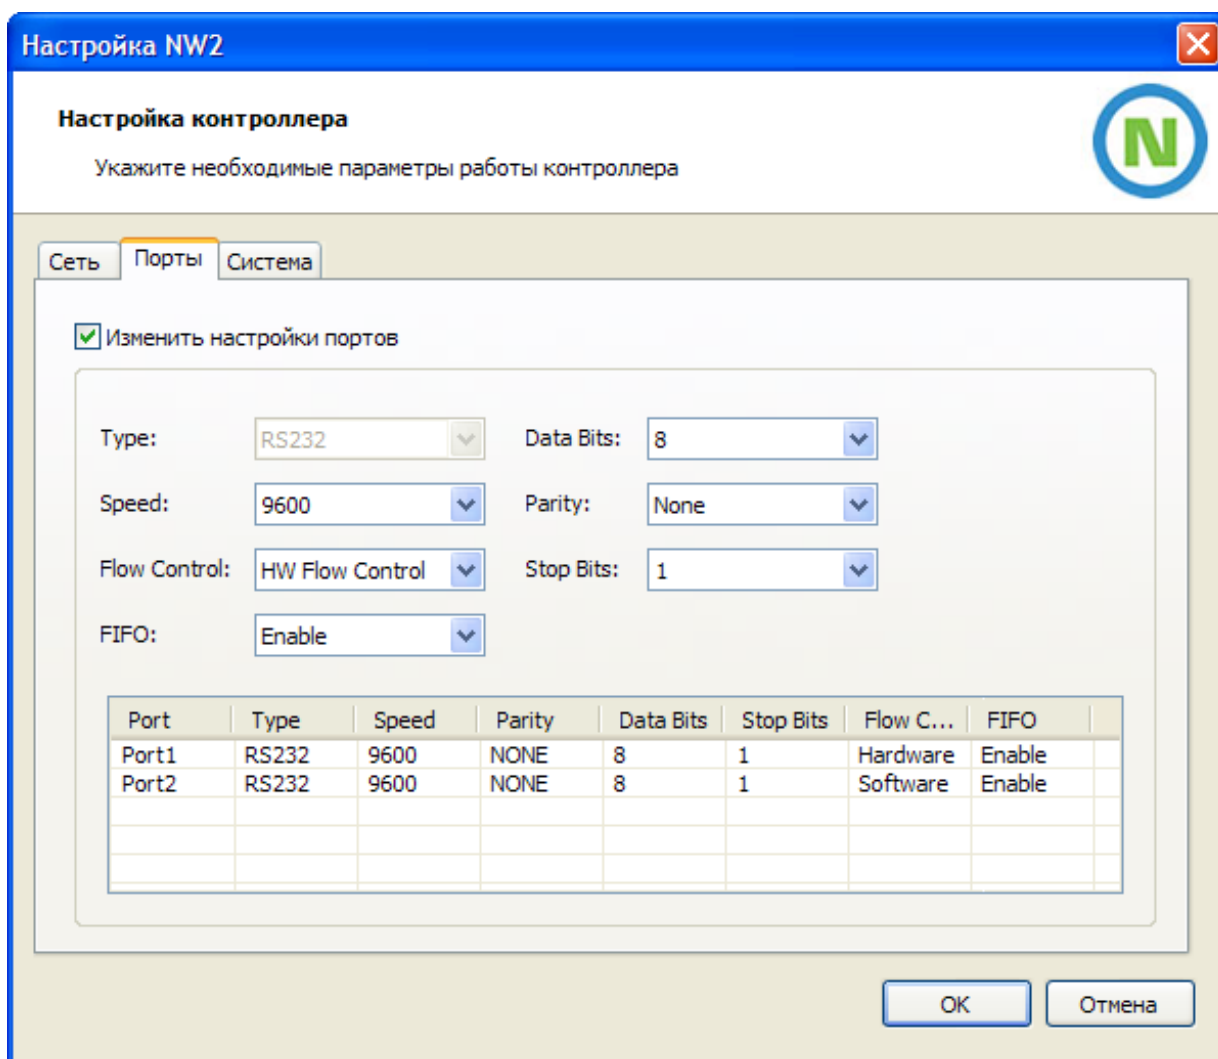 Настройка NW2
Настройка контроллера
Укажите необходимые параметры работы контроллера
N
Сеть Порты Система
Изменить настройки портов
Type: RS232 Data Bits: 8
Speed: 9600 Parity: None
Flow Control: HW Flow Control Stop Bits: 1
FIFO: Enable
Port Type Speed Parity Data Bits Stop Bits Flow C... FIFO
Port1 RS232 9600 NONE 8 1 Hardware Enable
Port2 RS232 9600 NONE 8 1 Software Enable
OK Отмена